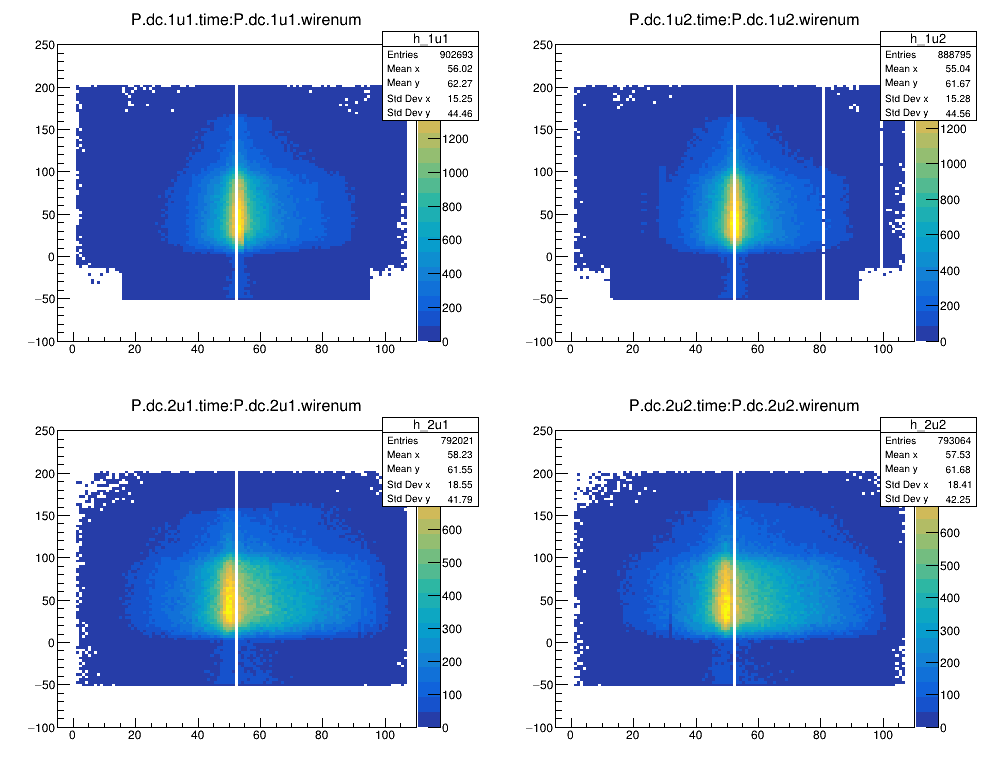 P.dc.1u1.time:P.dc.1u1.wirenum
h_1u1
Entries 902693
Mean x 56.02
Mean y 62.27
Std Dev x 15.25
Std Dev y 44.46
250
200
150
100
50
0
−50
−100
0 20 40 60 80 100
1200
1000
800
600
400
200
0
P.dc.1u2.time:P.dc.1u2.wirenum
h_1u2
Entries 888795
Mean x 55.04
Mean y 61.67
Std Dev x 15.28
Std Dev y 44.56
250
200
150
100
50
0
−50
−100
0 20 40 60 80 100
1200
1000
800
600
400
200
0
P.dc.2u1.time:P.dc.2u1.wirenum
h_2u1
Entries 792021
Mean x 58.23
Mean y 61.55
Std Dev x 18.55
Std Dev y 41.79
250
200
150
100
50
0
−50
−100
0 20 40 60 80 100
600
500
400
300
200
100
0
P.dc.2u2.time:P.dc.2u2.wirenum
h_2u2
Entries 793064
Mean x 57.53
Mean y 61.68
Std Dev x 18.41
Std Dev y 42.25
250
200
150
100
50
0
−50
−100
0 20 40 60 80 100
600
500
400
300
200
100
0